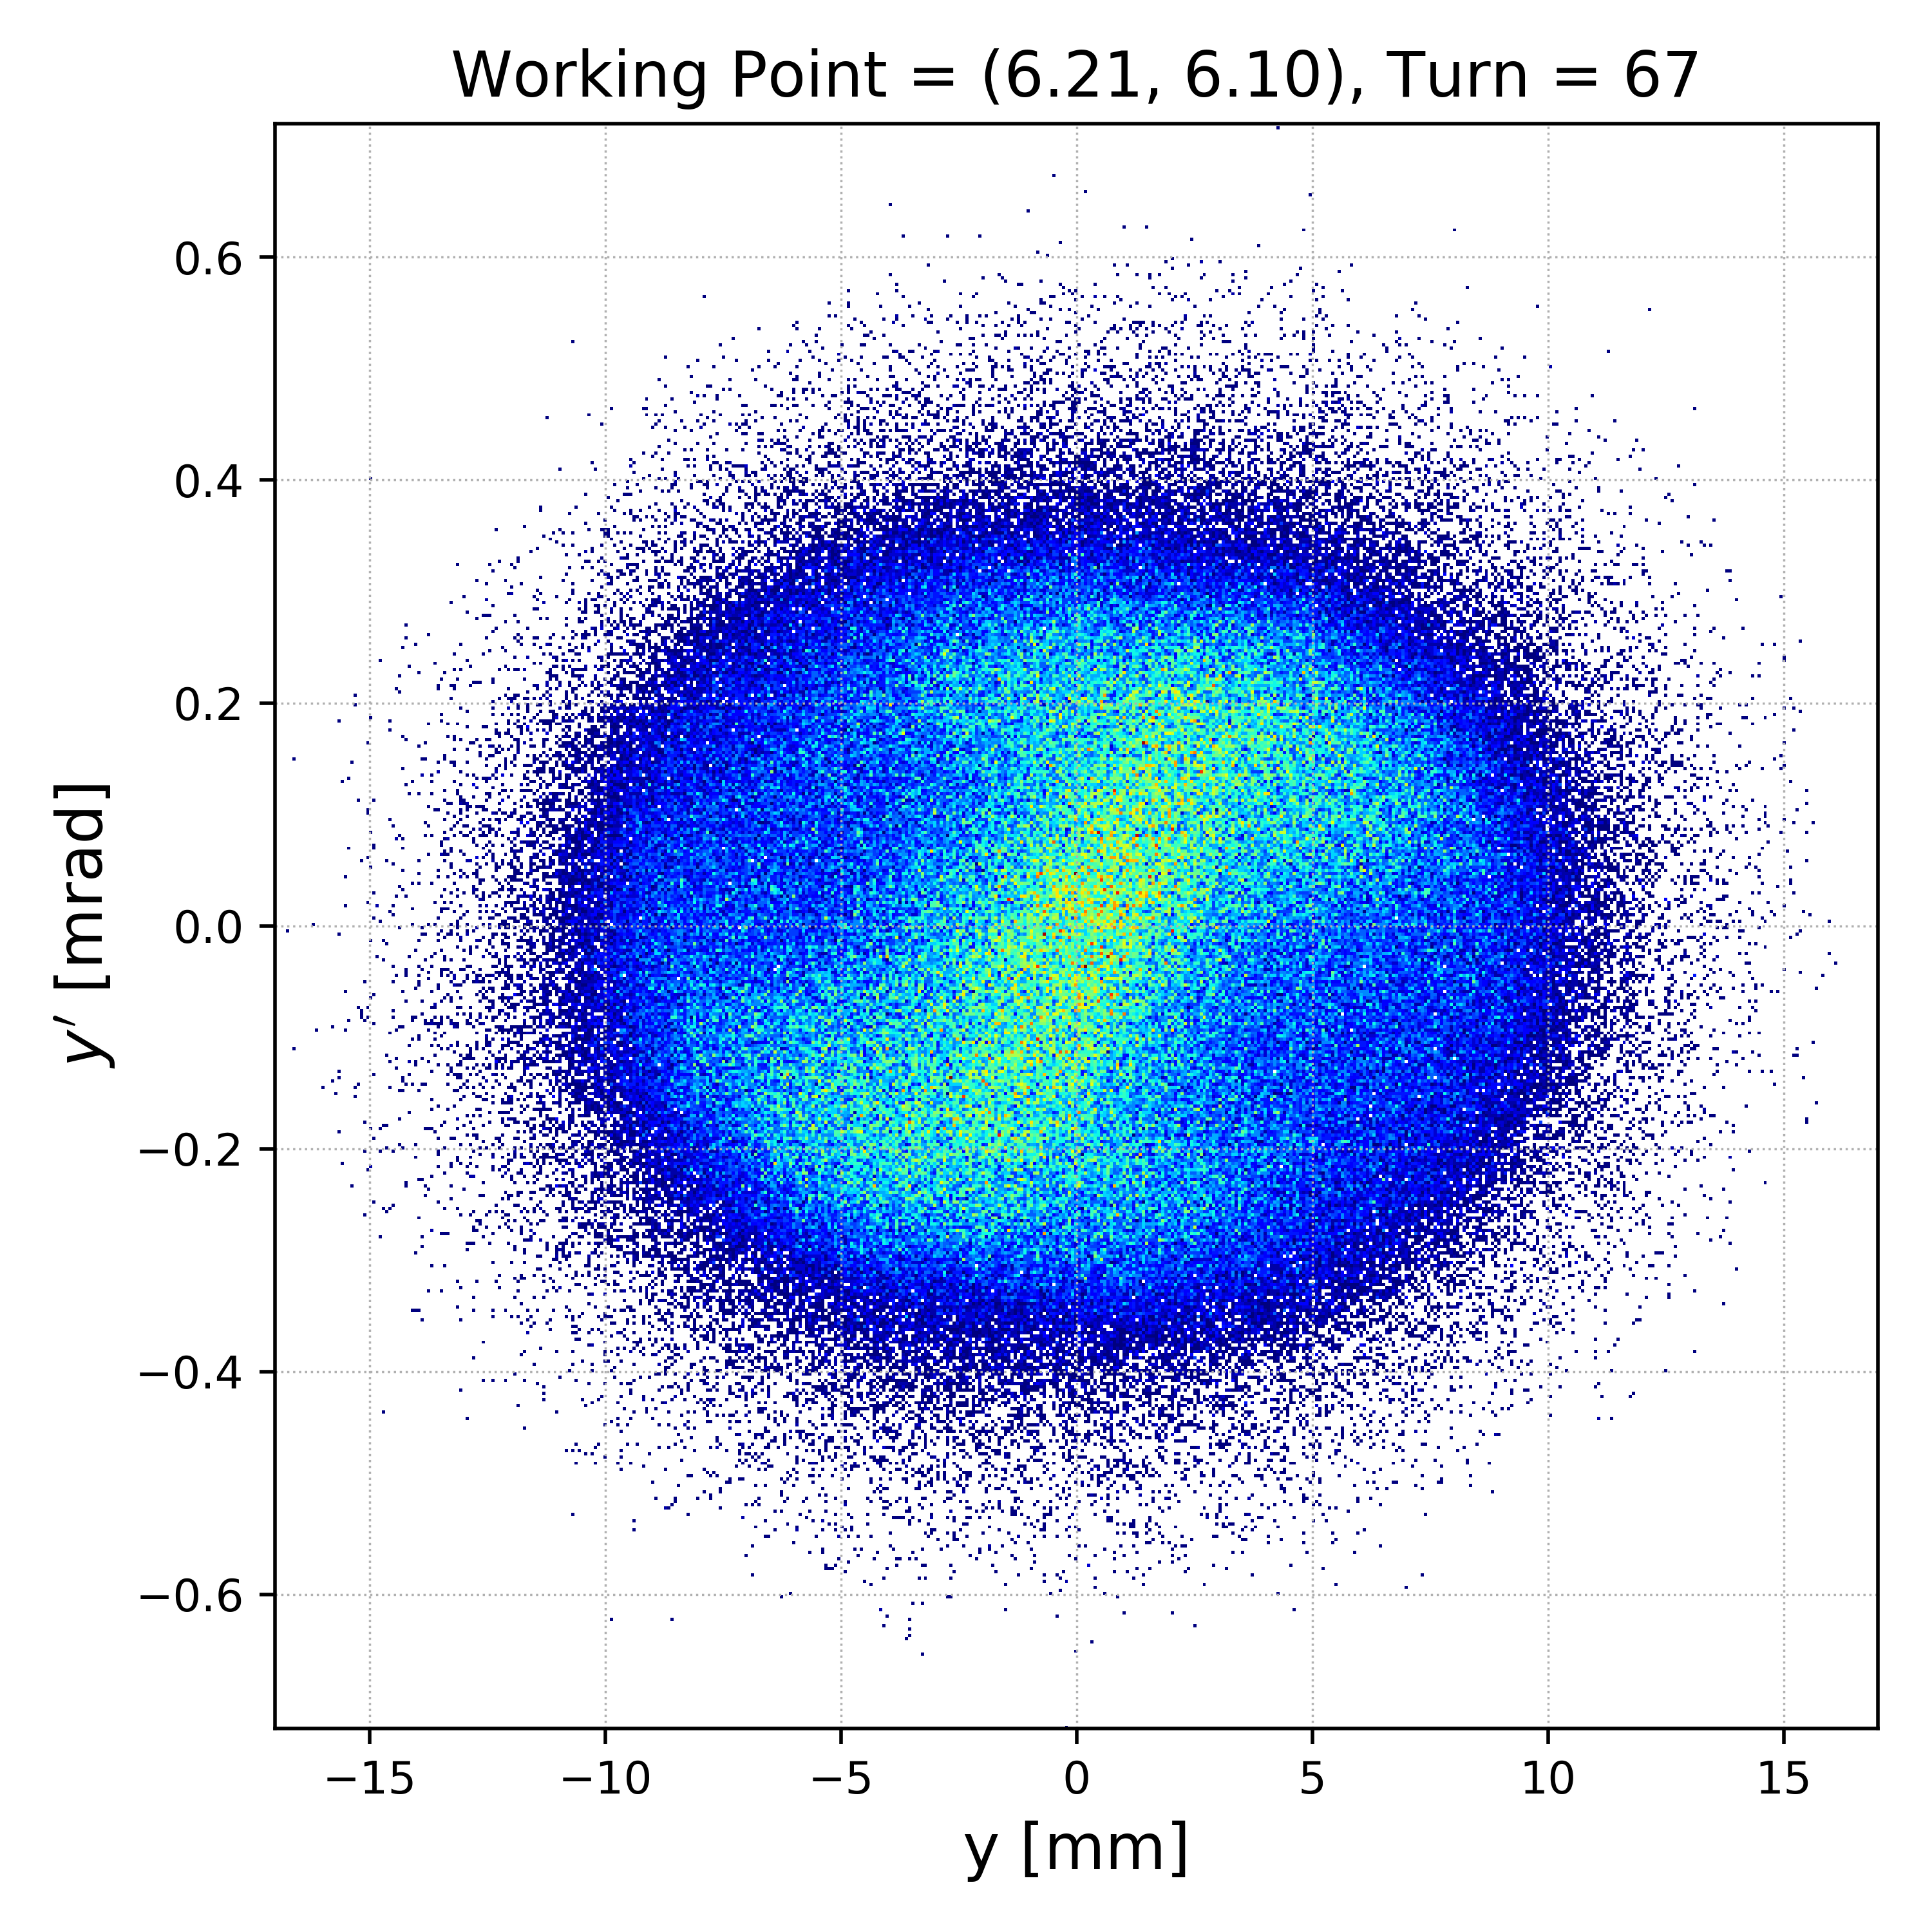 Working Point = (6.21, 6.10), Turn = 67
0.6
0.4
0.2
0.0
−0.2
−0.4
−0.6
y′ [mrad]
−15 −10 −5 0 5 10 15
y [mm]